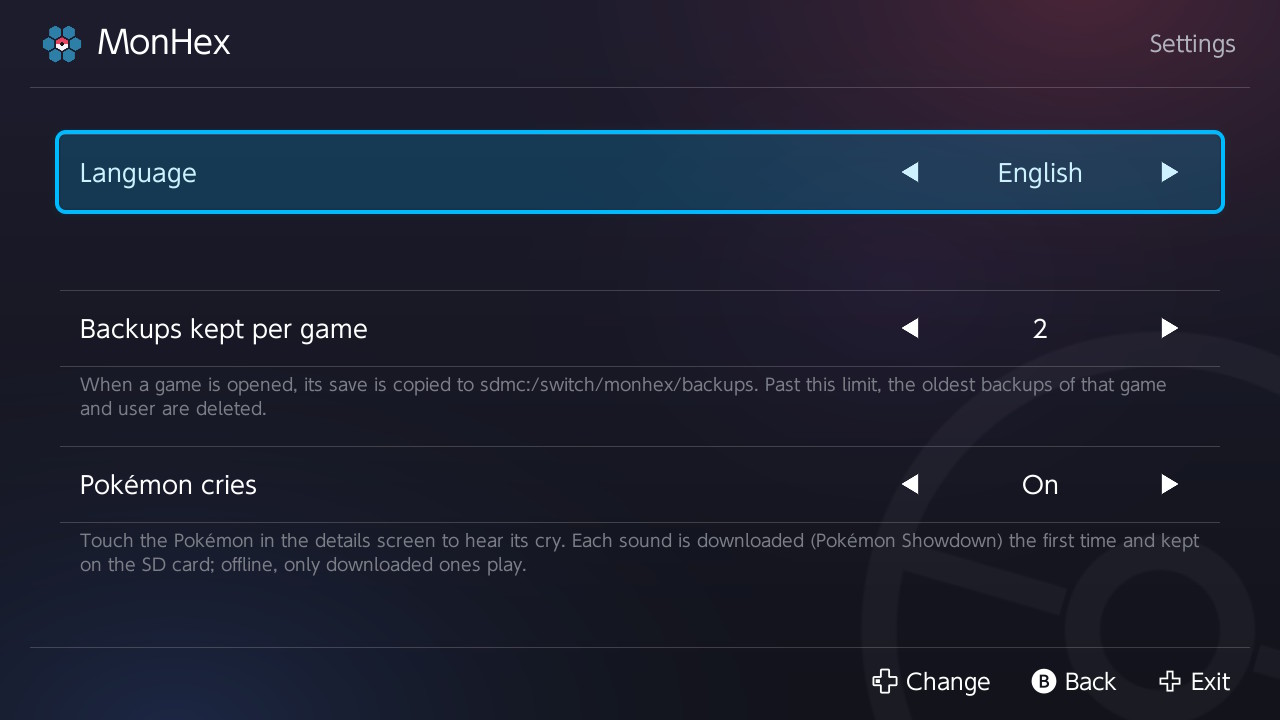 MonHex
Settings
Language
English
Backups kept per game
2
When a game is opened, its save is copied to sdmc:/switch/monhex/backups. Past this limit, the oldest backups of that game
and user are deleted.
Pokémon cries
On
Touch the Pokémon in the details screen to hear its cry. Each sound is downloaded (Pokémon Showdown) the first time and kept
on the SD card; offline, only downloaded ones play.
Change
B Back
Exit